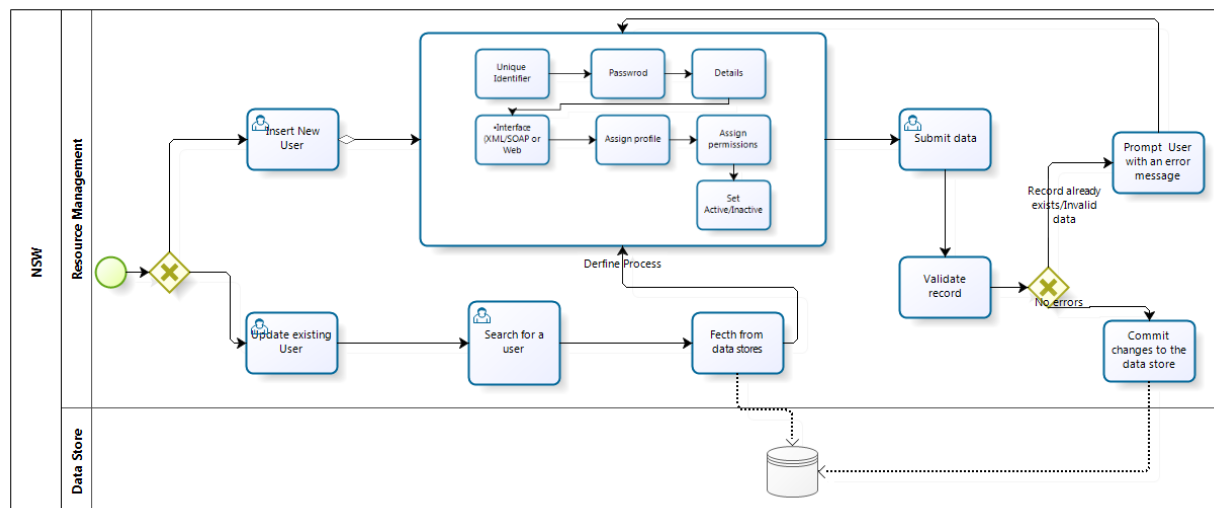 NSW
Resource Management
Data Store
Insert New
User
Update existing
User
Unique
Identifier
Passwrod
Details
•Interface
(XML/SOAP or
Web
Assign profile
Assign
permissions
Set
Active/Inactive
Derfine Process
Search for a
user
Fecth from
data stores
Submit data
Validate
record
Record already
exists/Invalid
data
No errors
Prompt User
with an error
message
Commit
changes to the
data store